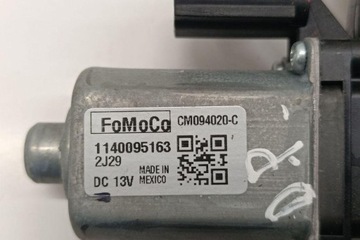 FoMoCo CM094020-C
1140095163
2J29
MADE IN
DC 13V MEXICO